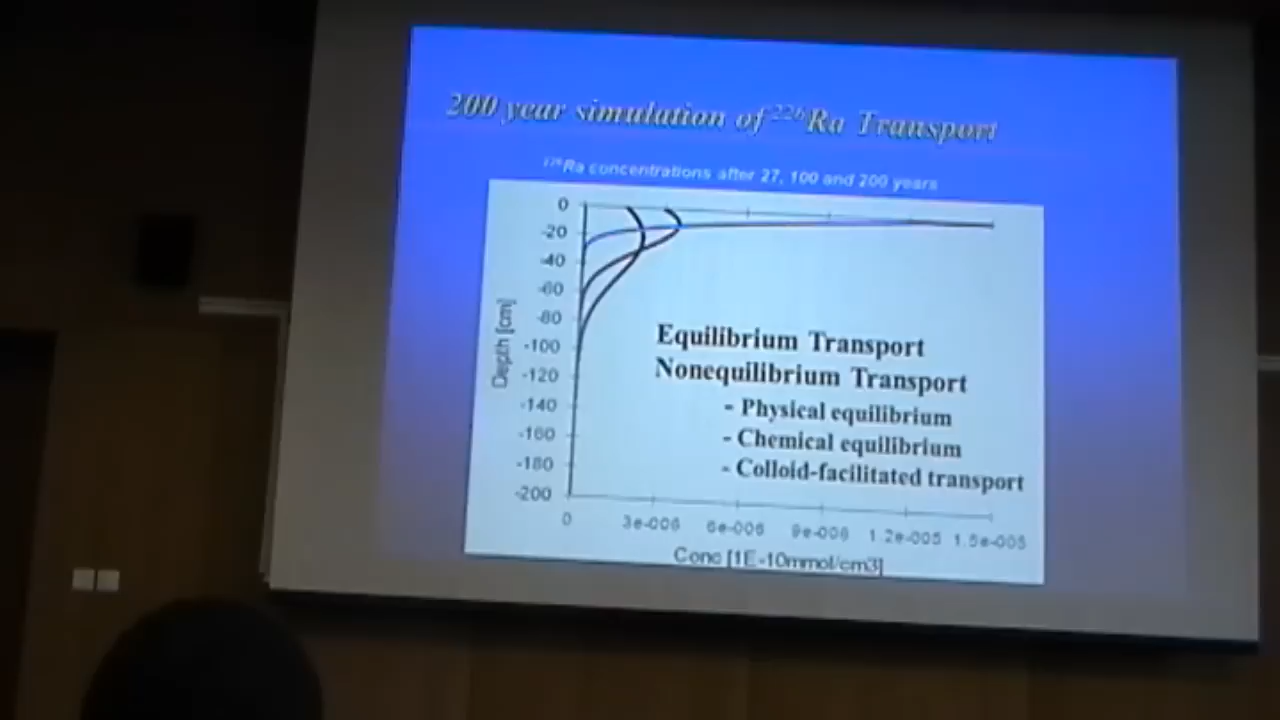 200 year simulation of ²²⁶Ra Transport
²²⁶Ra concentrations after 27, 100 and 200 years
0
-20
-40
-60
-80
-100
-120
-140
-160
-180
-200
Depth [cm]
Equilibrium Transport
Nonequilibrium Transport
- Physical equilibrium
- Chemical equilibrium
- Colloid-facilitated transport
0 3e-006 6e-006 9e-006 1.2e-005 1.5e-005
Conc [1E-10mmol/cm3]